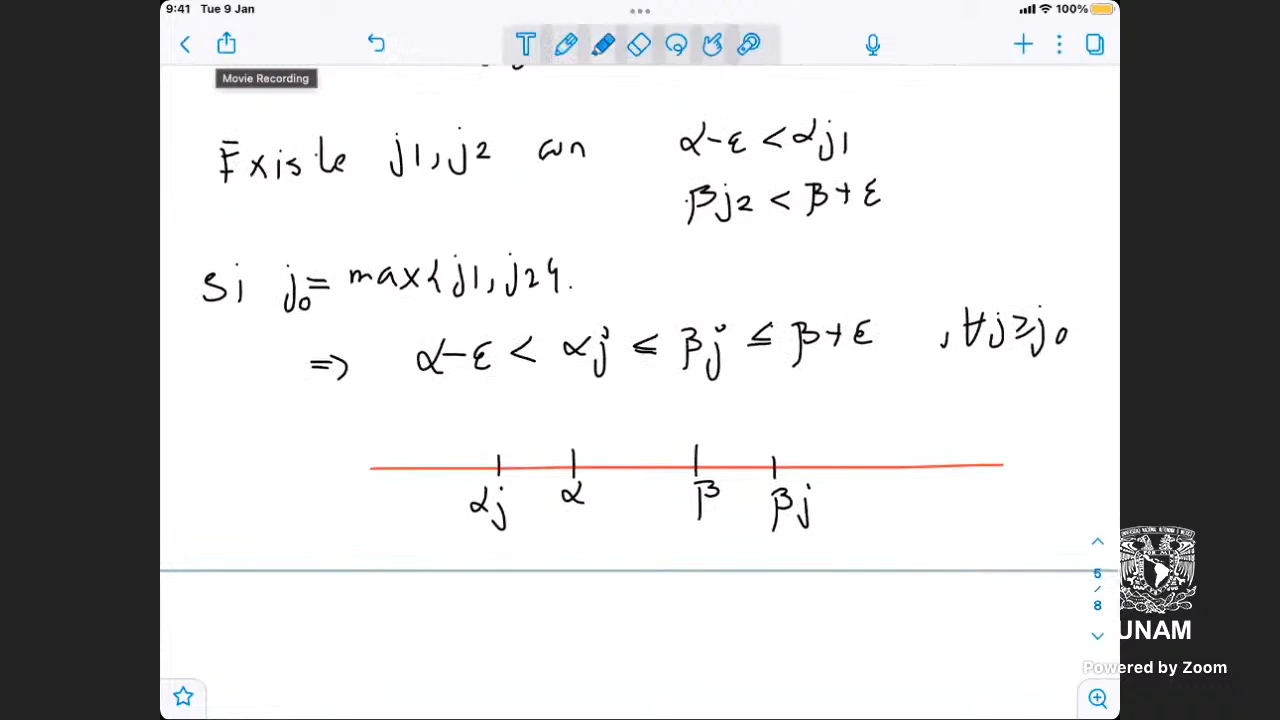 9:41 Tue 9 Jan
100%
T
Movie Recording
Existe j1, j2 con α-ε < αj1
βj2 < β+ε
Si j₀= max{j1, j2}.
⇒ α-ε < αj ≤ βj ≤ β+ε , ∀j≥j₀
αj α β βj
5
/
8
UNAM
Powered by Zoom